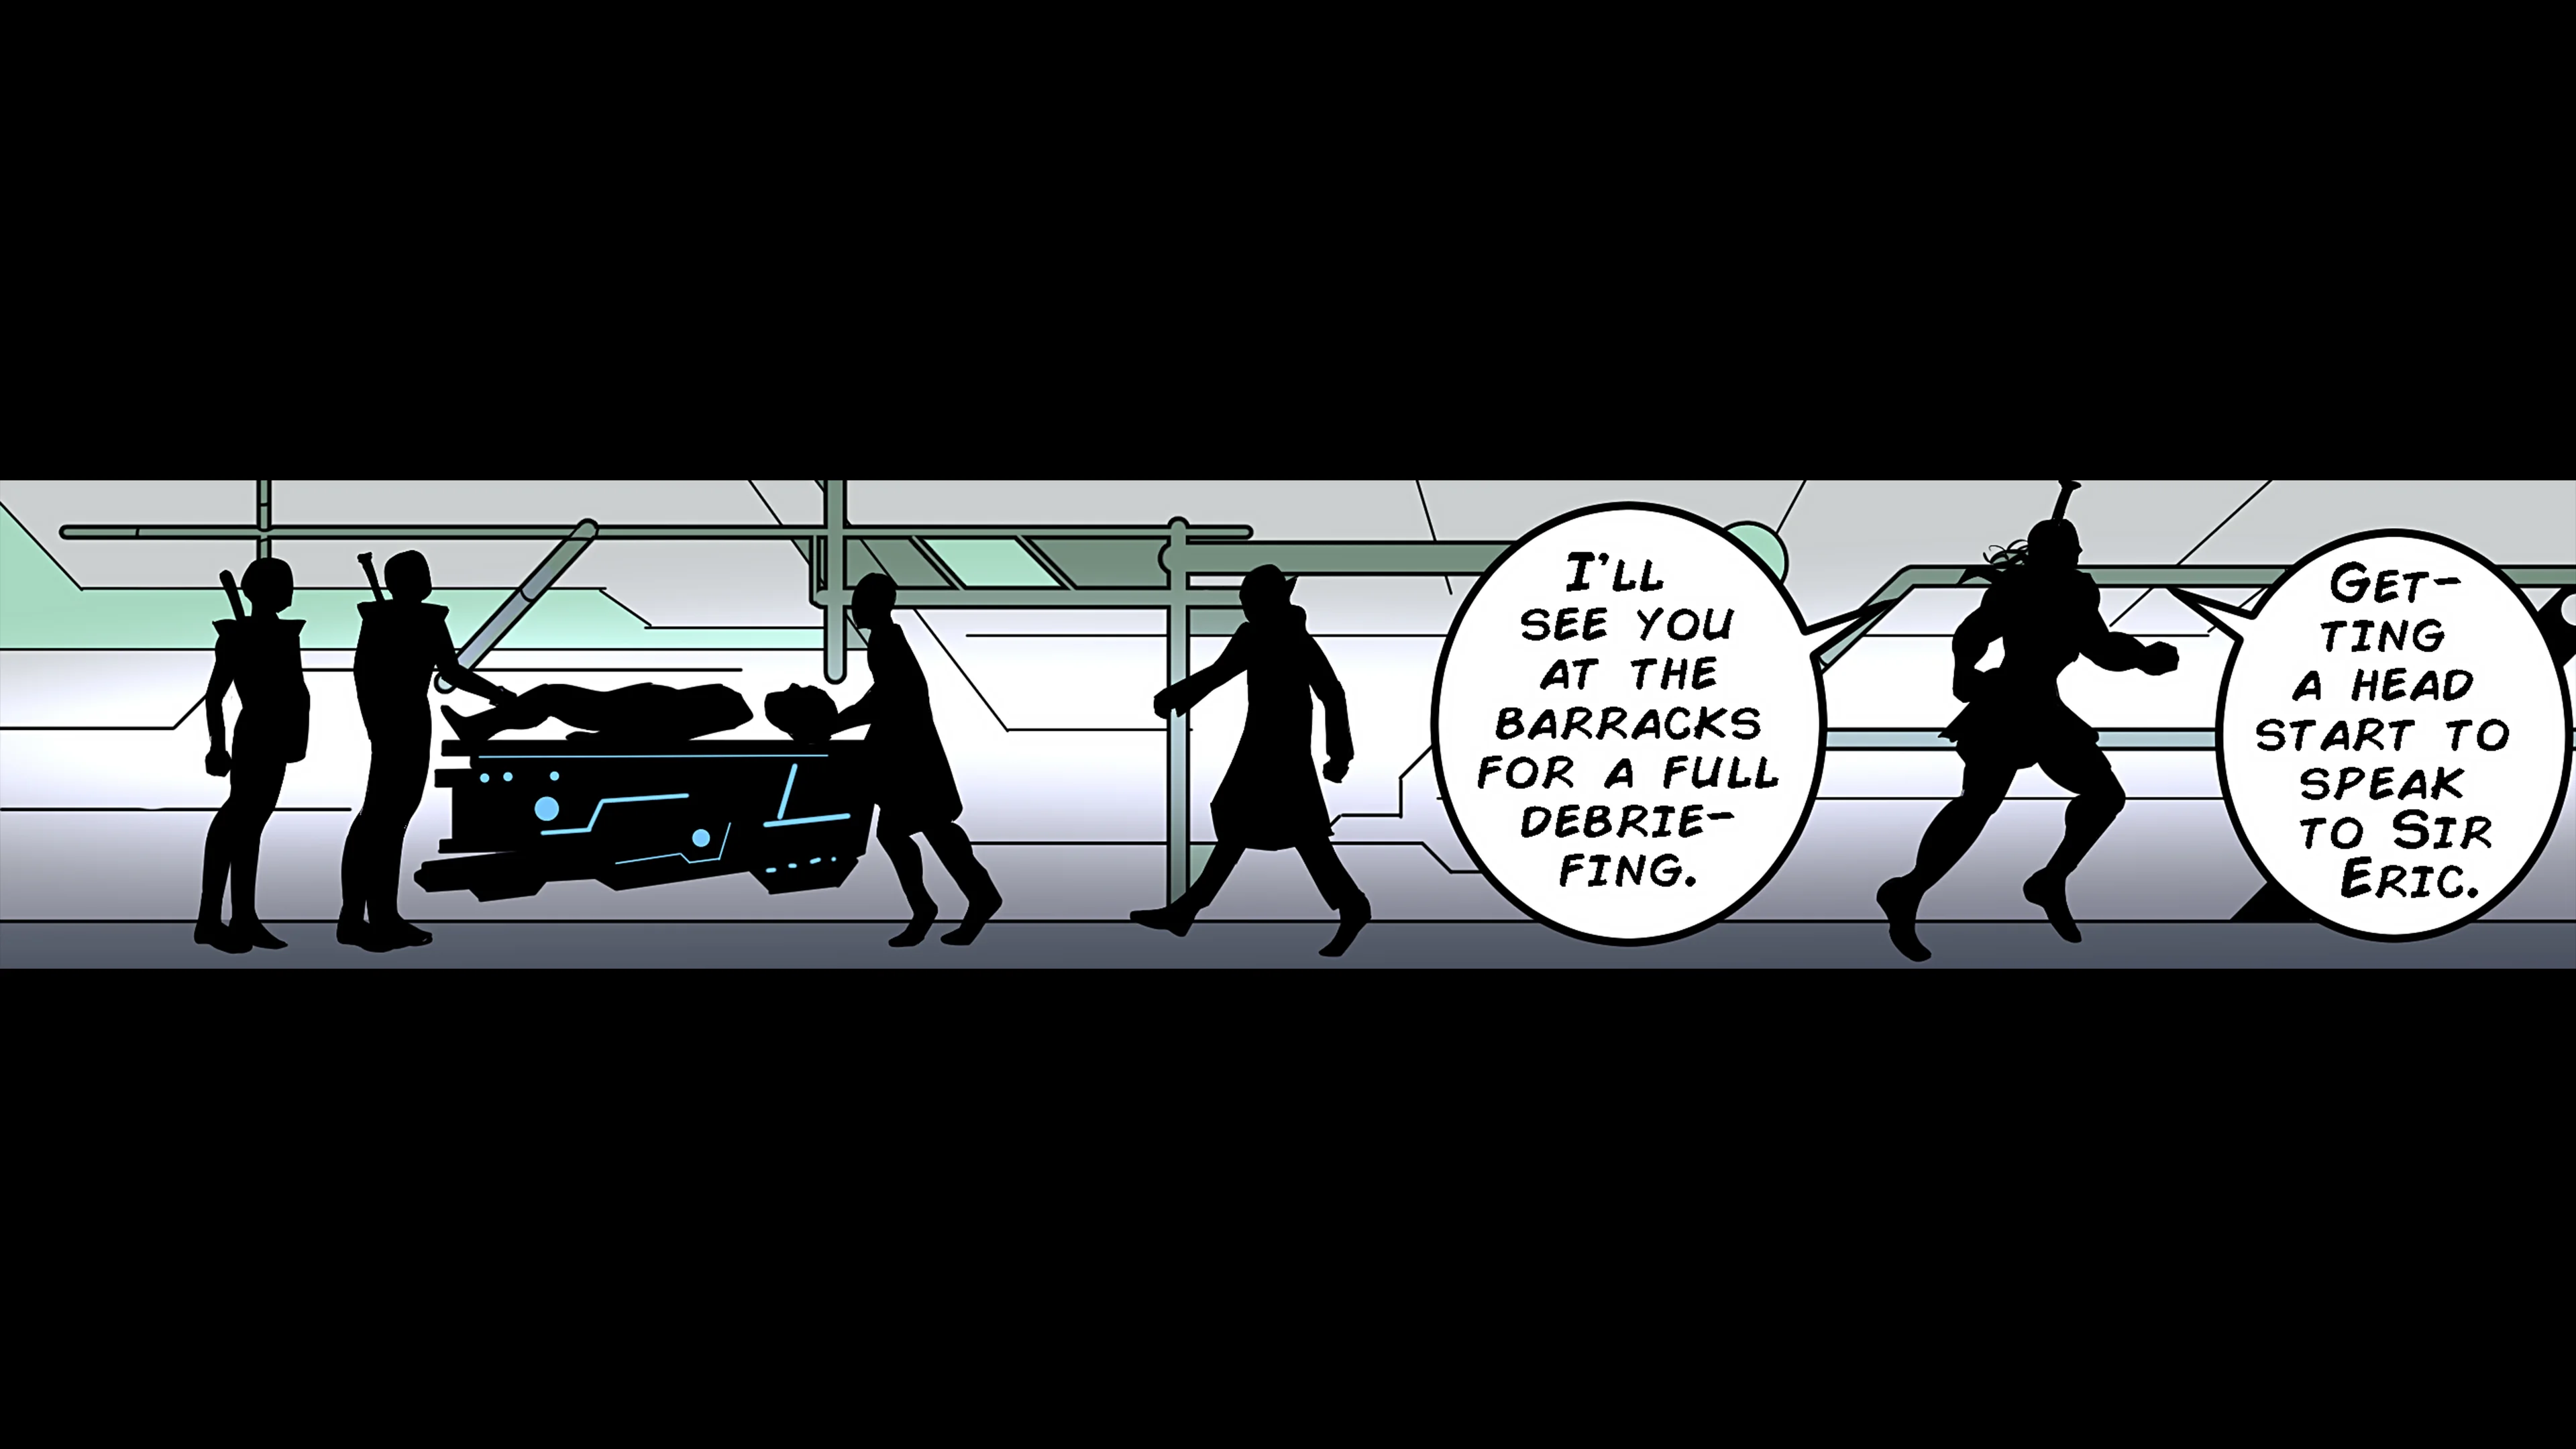 I'LL
SEE YOU
AT THE
BARRACKS
FOR A FULL
DEBRIE-
FING.
GET-
TING
A HEAD
START TO
SPEAK
TO SIR
ERIC.